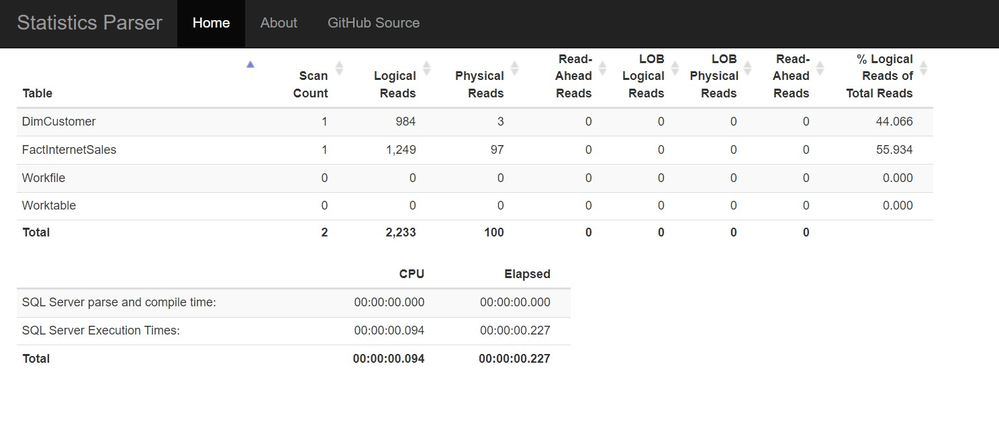 Statistics Parser Home About GitHub Source
Table Scan Count Logical Reads Physical Reads Read-Ahead Reads LOB Logical Reads LOB Physical Reads Read-Ahead Reads % Logical Reads of Total Reads
DimCustomer 1 984 3 0 0 0 0 44.066
FactInternetSales 1 1,249 97 0 0 0 0 55.934
Workfile 0 0 0 0 0 0 0 0.000
Worktable 0 0 0 0 0 0 0 0.000
Total 2 2,233 100 0 0 0 0
CPU Elapsed
SQL Server parse and compile time: 00:00:00.000 00:00:00.000
SQL Server Execution Times: 00:00:00.094 00:00:00.227
Total 00:00:00.094 00:00:00.227